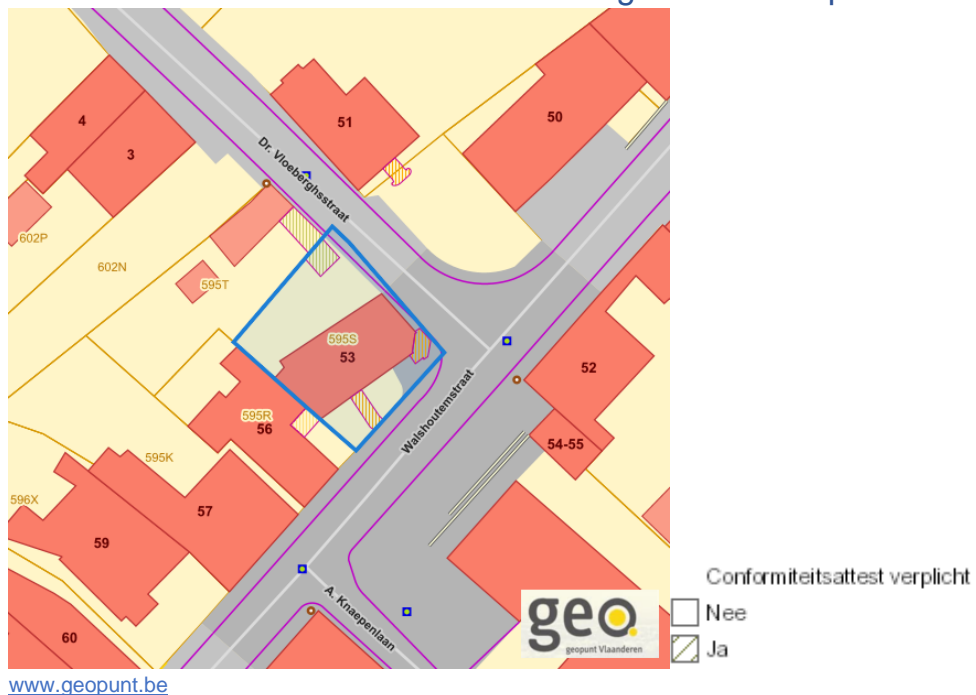 4
3
51
50
Dr. Vloeberghsstraat
602P
602N
595T
595S
53
52
Walshoutemstraat
595R
56
54-55
595K
596X
57
59
A. Knaepenlaan
60
geo.
geopunt Vlaanderen
Conformiteitsattest verplicht
Nee
Ja
www.geopunt.be